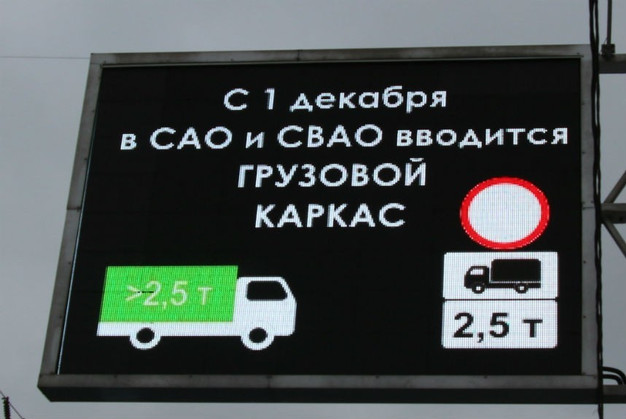 С 1 декабря
в САО и СВАО вводится
ГРУЗОВОЙ
КАРКАС
>2,5 т
2,5 т